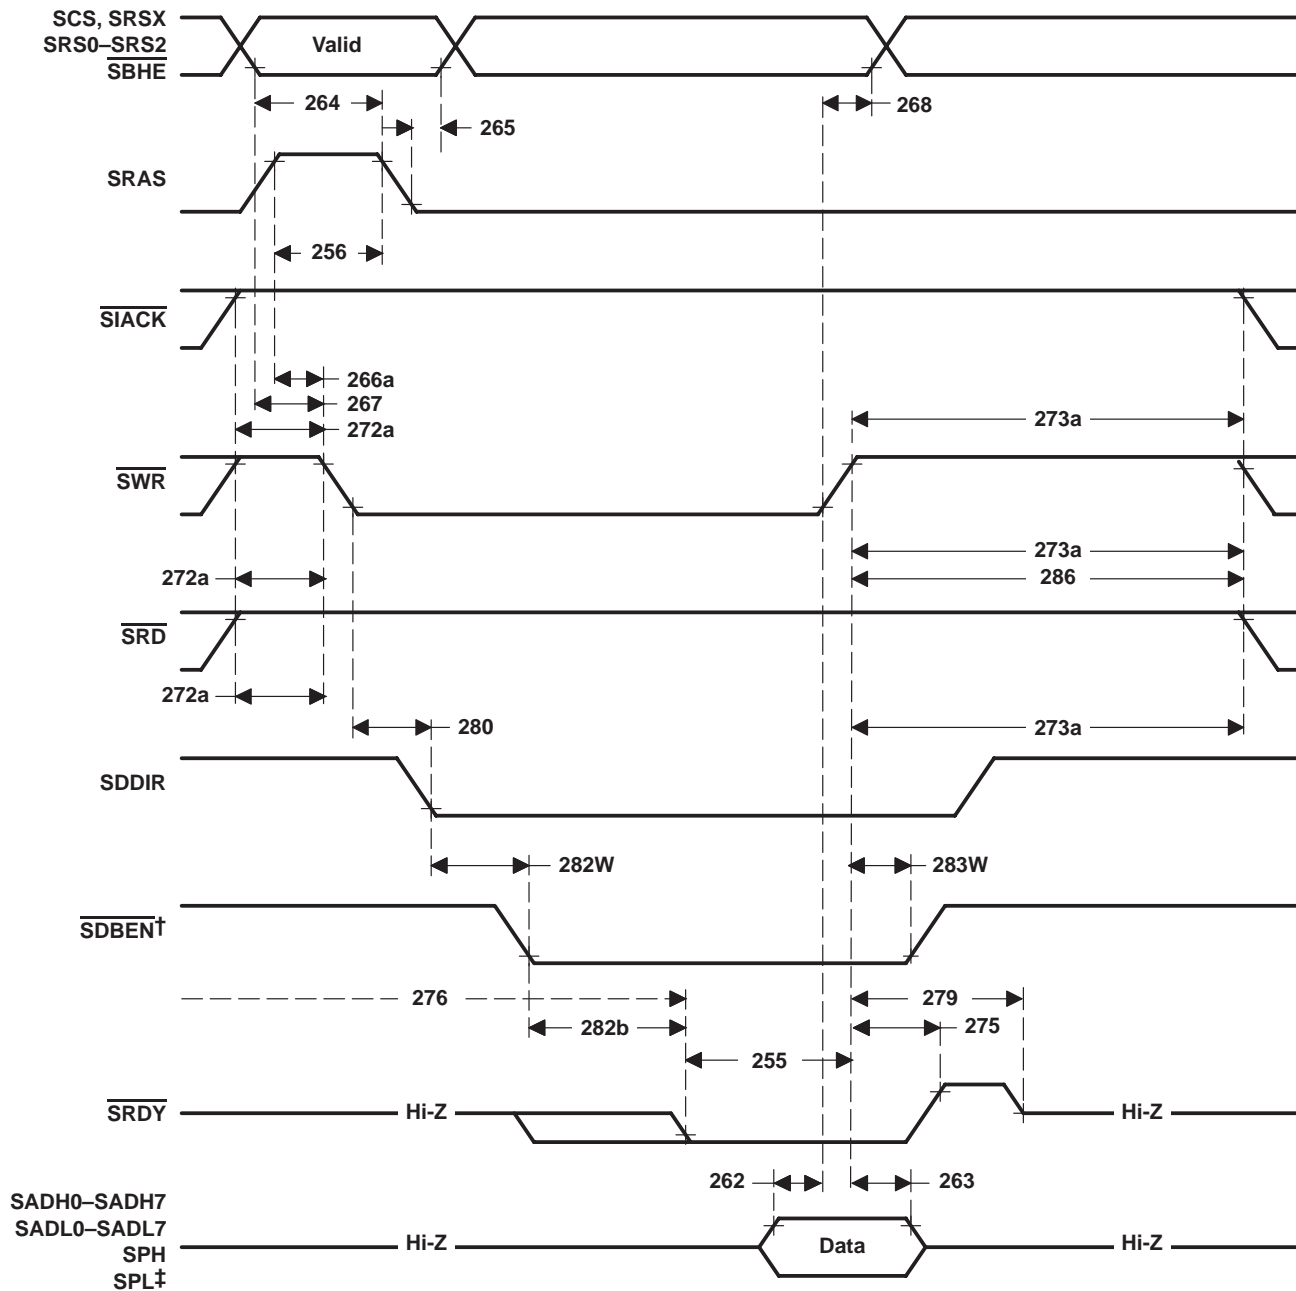 SCS, SRSX
SRS0–SRS2
SBHE
Valid
264
268
265
SRAS
256
SIACK
266a
267
272a
273a
SWR
273a
272a
286
SRD
272a
280
273a
SDDIR
282W
283W
SDBEN†
276
279
282b
275
255
SRDY
Hi-Z
Hi-Z
262
263
SADH0–SADH7
SADL0–SADL7
SPH
SPL‡
Hi-Z
Data
Hi-Z